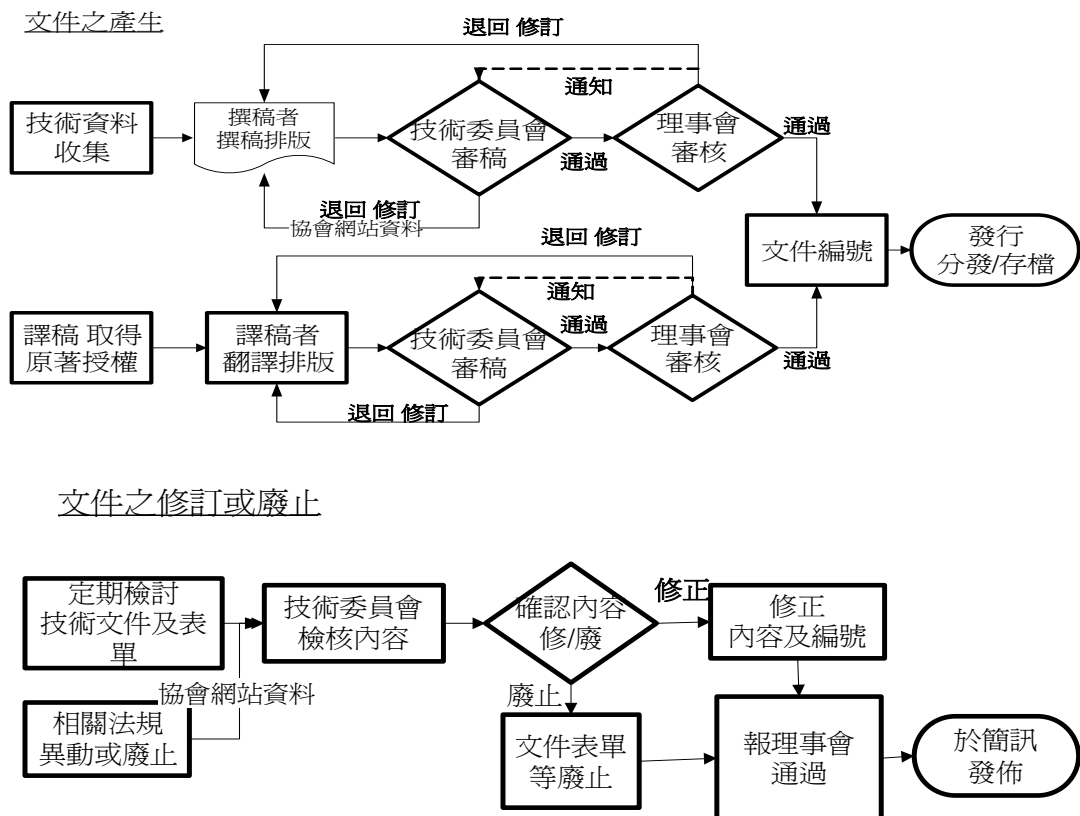 文件之產生
退回 修訂
通知
技術資料
收集
撰稿者
撰稿排版
技術委員會
審稿
通過
理事會
審核
通過
退回 修訂
協會網站資料
退回 修訂
文件編號
發行
分發/存檔
通知
譯稿 取得
原著授權
譯稿者
翻譯排版
技術委員會
審稿
通過
理事會
審核
通過
退回 修訂
文件之修訂或廢止
定期檢討
技術文件及表
單
技術委員會
檢核內容
確認內容
修/廢
修正
修正
內容及編號
協會網站資料
廢止
相關法規
異動或廢止
文件表單
等廢止
報理事會
通過
於簡訊
發佈